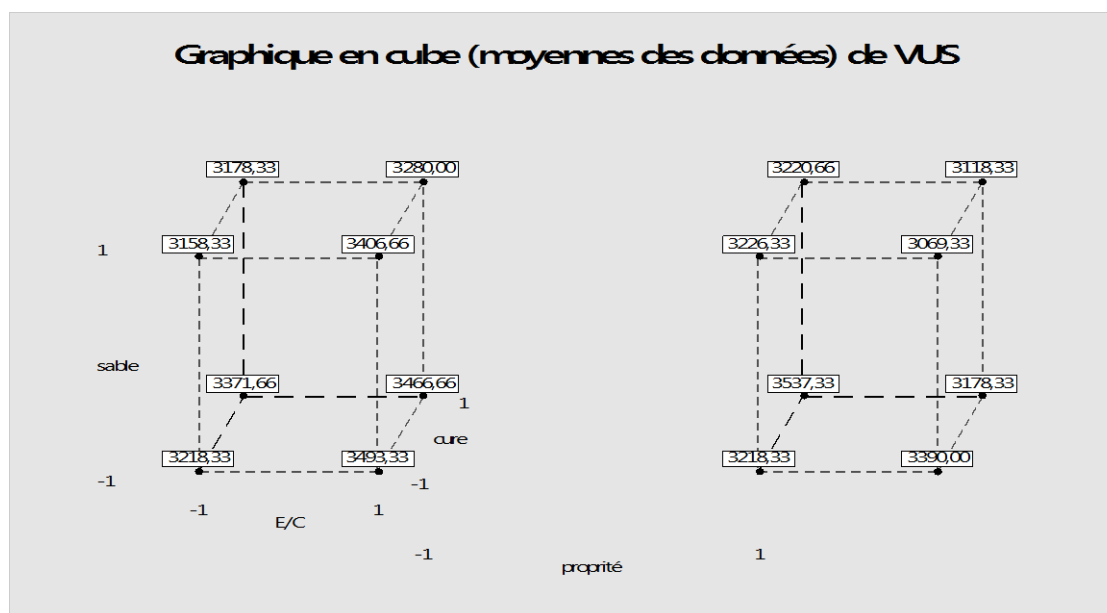 Graphique en cube (moyennes des données) de VUS
3178,33 3280,00 3220,66 3118,33
3158,33 3406,66 3226,33 3069,33
1
sable
3371,66 3466,66 3537,33 3178,33
1
cure
3218,33 3493,33 3218,33 3390,00
-1 -1
-1 1
E/C
-1 1
proprité